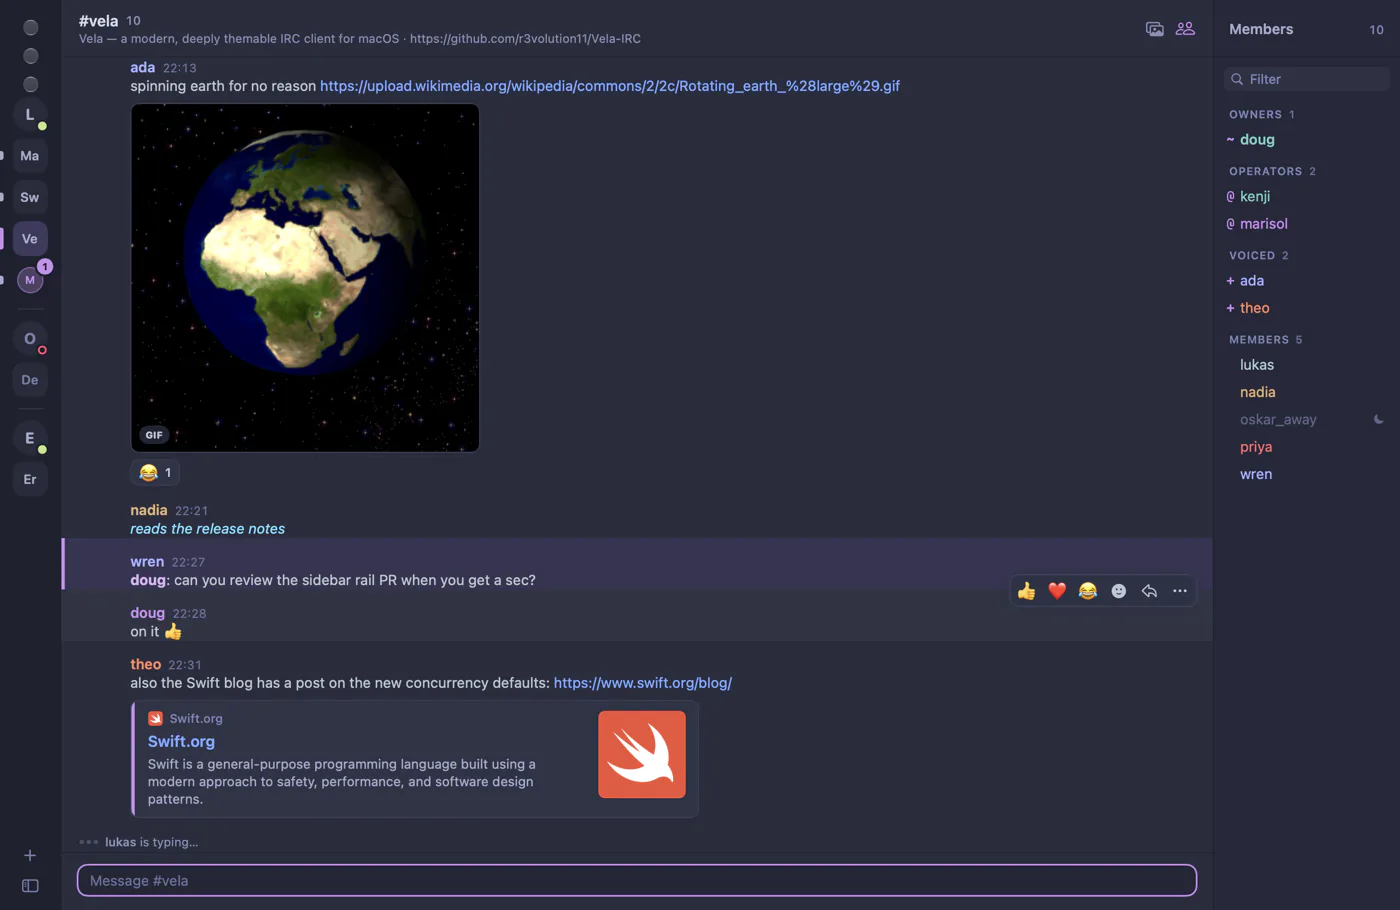 L
Ma
Sw
Ve
1
M
O
De
E
Er
+
#vela 10
Vela — a modern, deeply themable IRC client for macOS · https://github.com/r3volution11/Vela-IRC
ada 22:13
spinning earth for no reason https://upload.wikimedia.org/wikipedia/commons/2/2c/Rotating_earth_%28large%29.gif
GIF
😂 1
nadia 22:21
reads the release notes
wren 22:27
doug: can you review the sidebar rail PR when you get a sec?
doug 22:28
on it 👍
👍 ❤️ 😂
theo 22:31
also the Swift blog has a post on the new concurrency defaults: https://www.swift.org/blog/
Swift.org
Swift.org
Swift is a general-purpose programming language built using a
modern approach to safety, performance, and software design
patterns.
lukas is typing…
Message #vela
Members 10
Filter
OWNERS 1
~ doug
OPERATORS 2
@ kenji
@ marisol
VOICED 2
+ ada
+ theo
MEMBERS 5
lukas
nadia
oskar_away
priya
wren